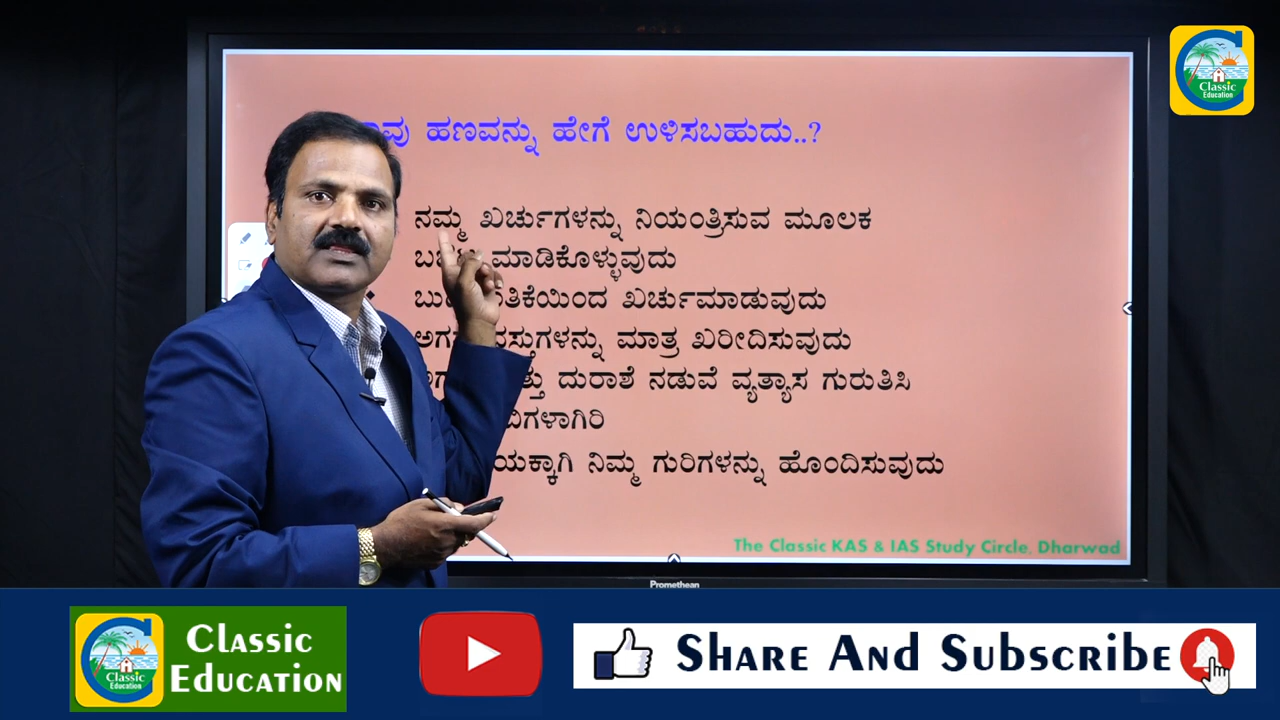 Classic
Education
ಹಣವನ್ನು ಹೇಗೆ ಉಳಿಸಬಹುದು..?
ನಮ್ಮ ಖರ್ಚುಗಳನ್ನು ನಿಯಂತ್ರಿಸುವ ಮೂಲಕ
ಮಾಡಿಕೊಳ್ಳುವುದು
ಖರ್ಚುಮಾಡುವುದು
ಮಾತ್ರ ಖರೀದಿಸುವುದು
ದುರಾಶೆ ನಡುವೆ ವ್ಯತ್ಯಾಸ ಗುರುತಿಸಿ
ನಿಮ್ಮ ಗುರಿಗಳನ್ನು ಹೊಂದಿಸುವುದು
The Classic KAS & IAS Study Circle, Dharwad
Promethean
Classic
Education
Classic
Education
Share And Subscribe